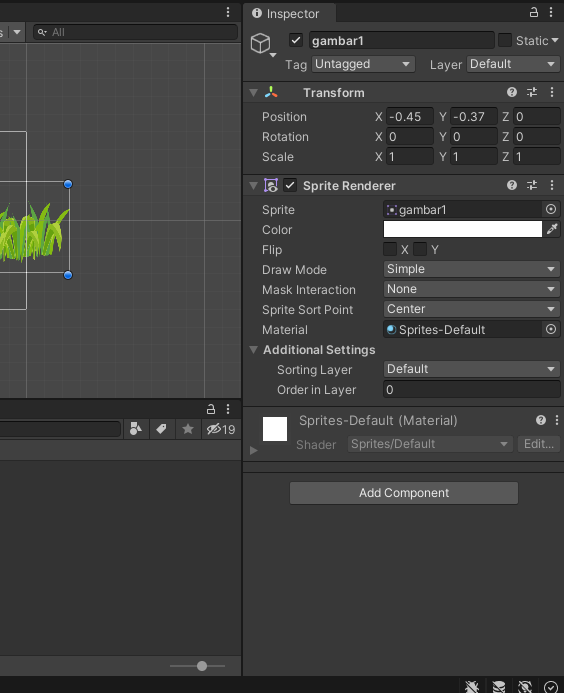 Inspector
s
All
gambar1
Static
Tag Untagged Layer Default
Transform
Position X -0.45 Y -0.37 Z 0
Rotation X 0 Y 0 Z 0
Scale X 1 Y 1 Z 1
Sprite Renderer
Sprite gambar1
Color
Flip X Y
Draw Mode Simple
Mask Interaction None
Sprite Sort Point Center
Material Sprites-Default
Additional Settings
Sorting Layer Default
Order in Layer 0
19
Sprites-Default (Material)
Shader Sprites/Default Edit...
Add Component